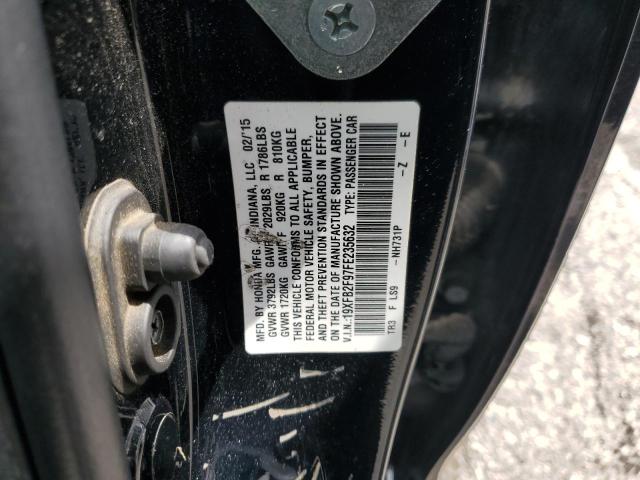 MFD. BY HONDA MFG. INDIANA, LLC 02/'15
GVWR 3792LBS GAWR F 2029LBS R 1786LBS
GVWR 1720KG GAWR F 920KG R 810KG
THIS VEHICLE CONFORMS TO ALL APPLICABLE
FEDERAL MOTOR VEHICLE SAFETY, BUMPER,
AND THEFT PREVENTION STANDARDS IN EFFECT
ON THE DATE OF MANUFACTURE SHOWN ABOVE.
V.I.N.:19XFB2F97FE235632 TYPE: PASSENGER CAR
–NH731P –Z –E
TR3 F LS9